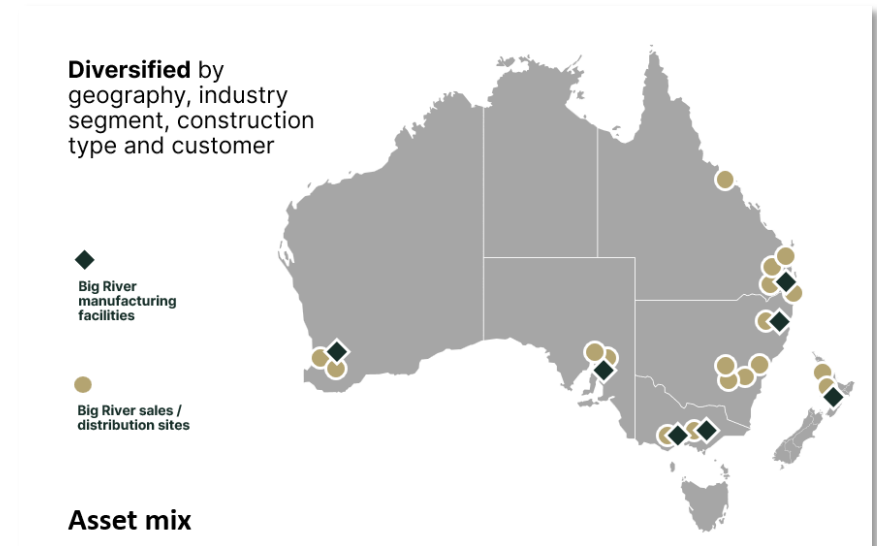 Diversified by
geography, industry
segment, construction
type and customer
Big River
manufacturing
facilities
Big River sales /
distribution sites
Asset mix